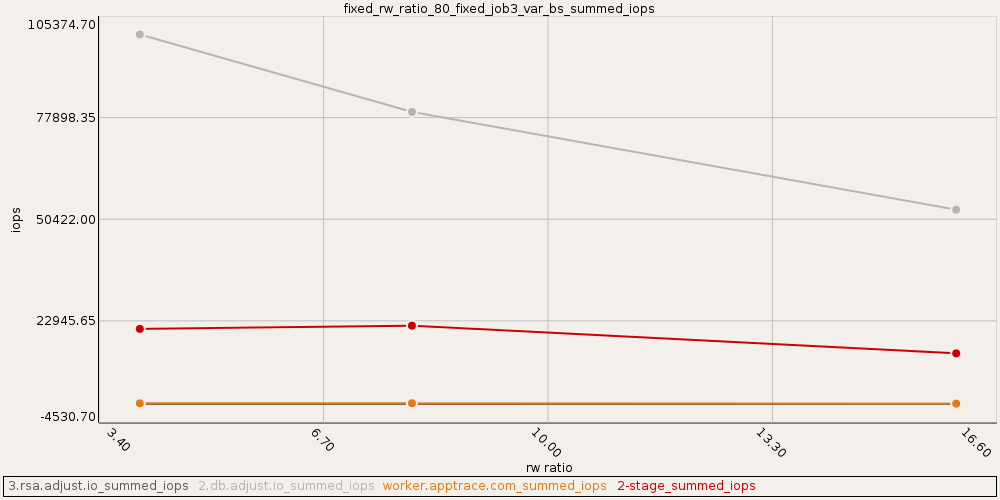 fixed_rw_ratio_80_fixed_job3_var_bs_summed_iops
105374.70
77898.35
50422.00
22945.65
-4530.70
iops
3.40 6.70 10.00 13.30 16.60
rw ratio
3.rsa.adjust.io_summed_iops 2.db.adjust.io_summed_iops worker.apptrace.com_summed_iops 2-stage_summed_iops